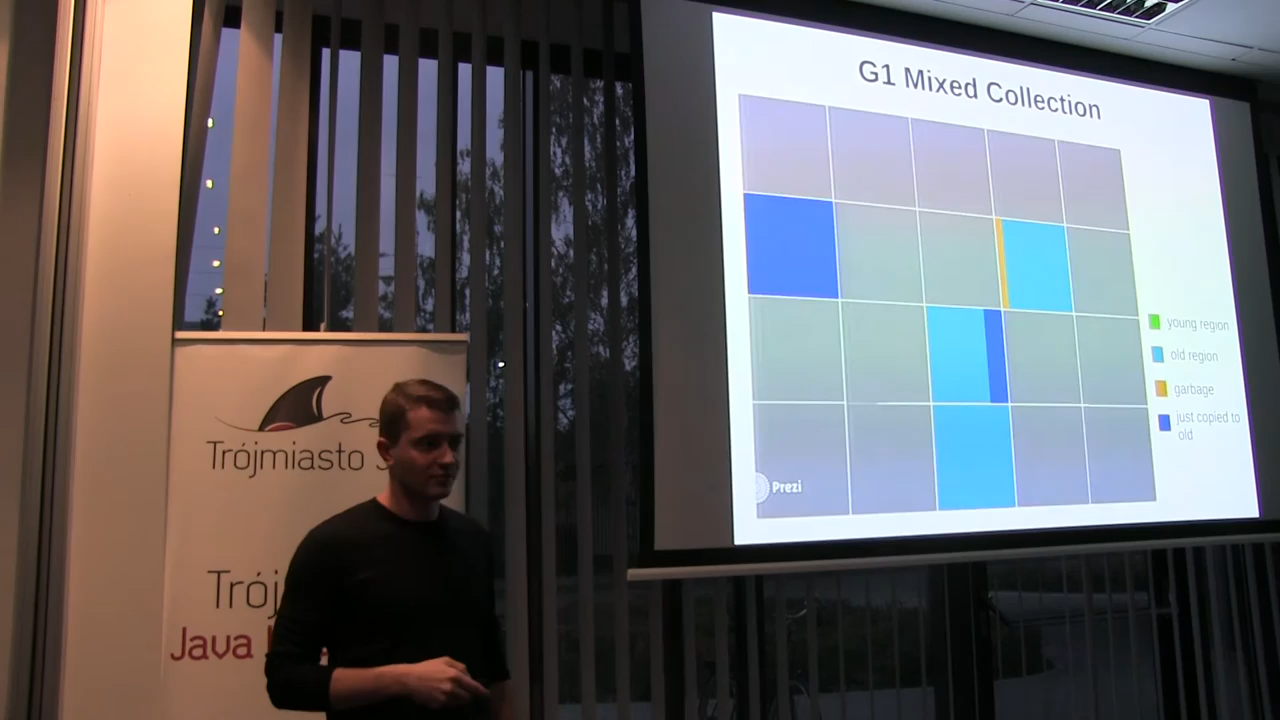 G1 Mixed Collection
young region
old region
garbage
just copied to
old
Prezi
Trójmiasto
Trój
Java